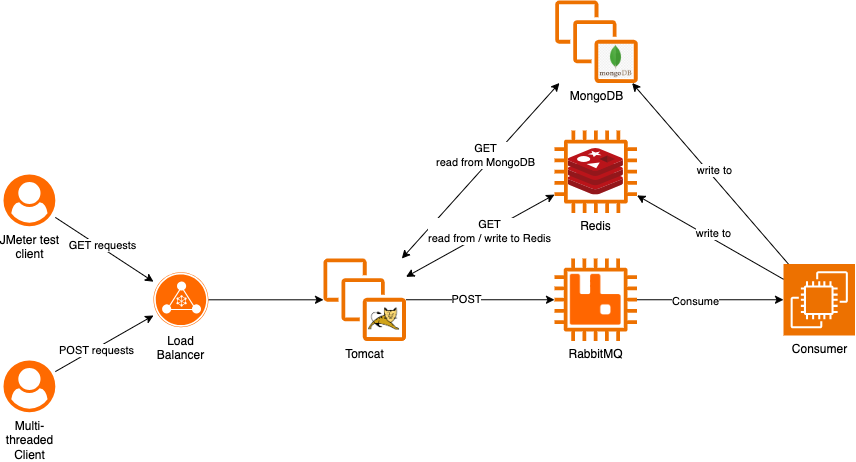 mongoDB
MongoDB
GET
read from MongoDB
write to
GET
read from / write to Redis
Redis
write to
JMeter test
client
GET requests
Load
Balancer
POST requests
Multi-
threaded
Client
Tomcat
POST
RabbitMQ
Consume
Consumer